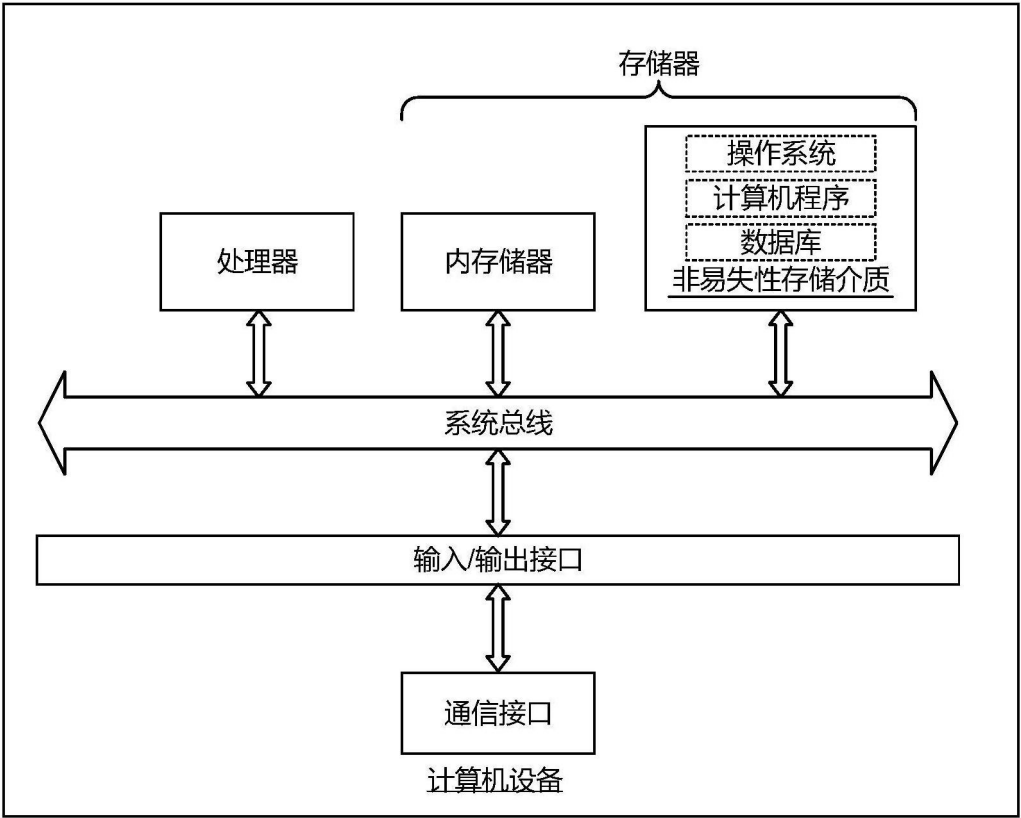 存储器
操作系统
计算机程序
数据库
非易失性存储介质
处理器
内存储器
系统总线
输入/输出接口
通信接口
计算机设备